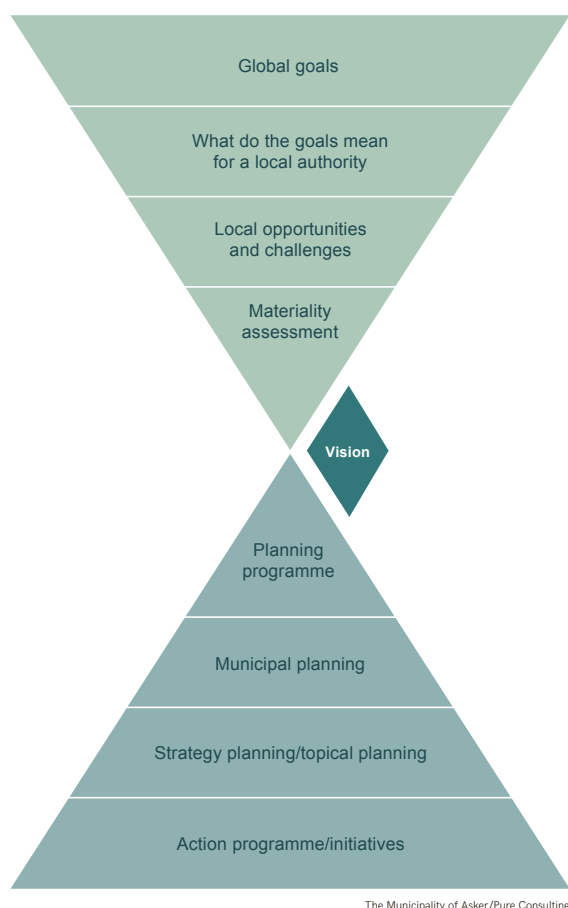 Global goals
What do the goals mean
for a local authority
Local opportunities
and challenges
Materiality
assessment
Vision
Planning
programme
Municipal planning
Strategy planning/topical planning
Action programme/initiatives
The Municipality of Asker/Pure Consulting